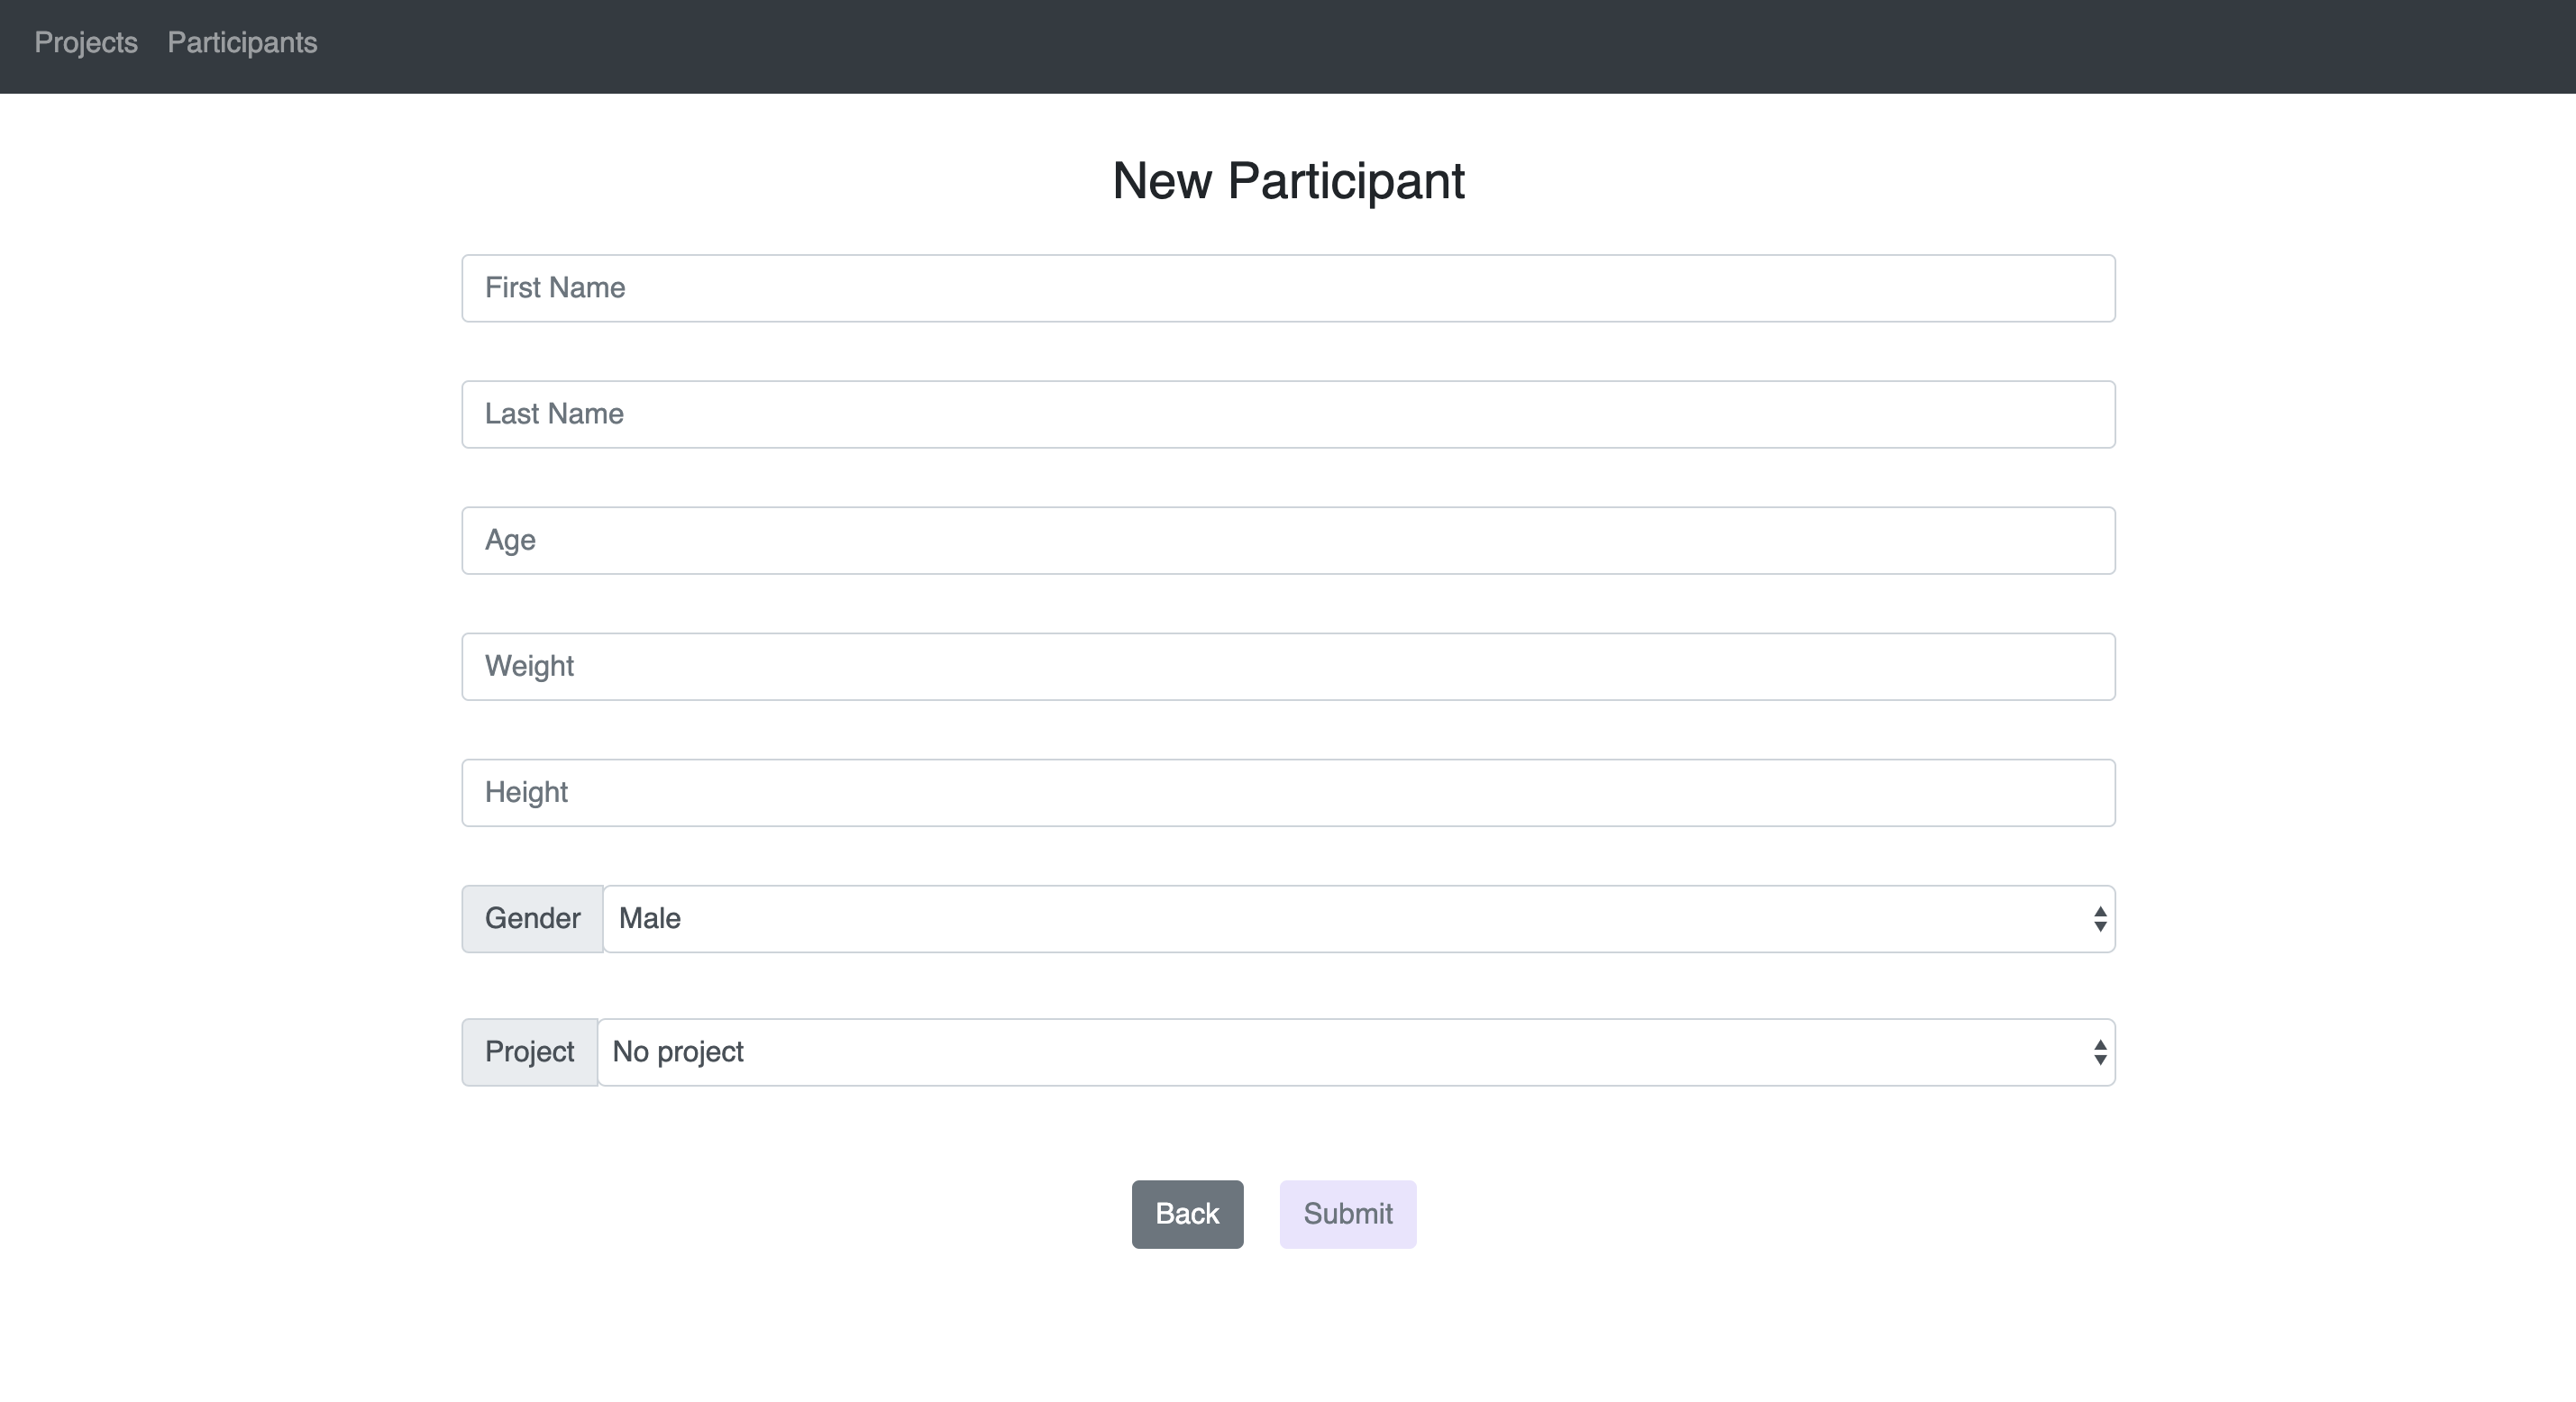 Projects Participants
New Participant
First Name
Last Name
Age
Weight
Height
Gender Male
Project No project
Back Submit